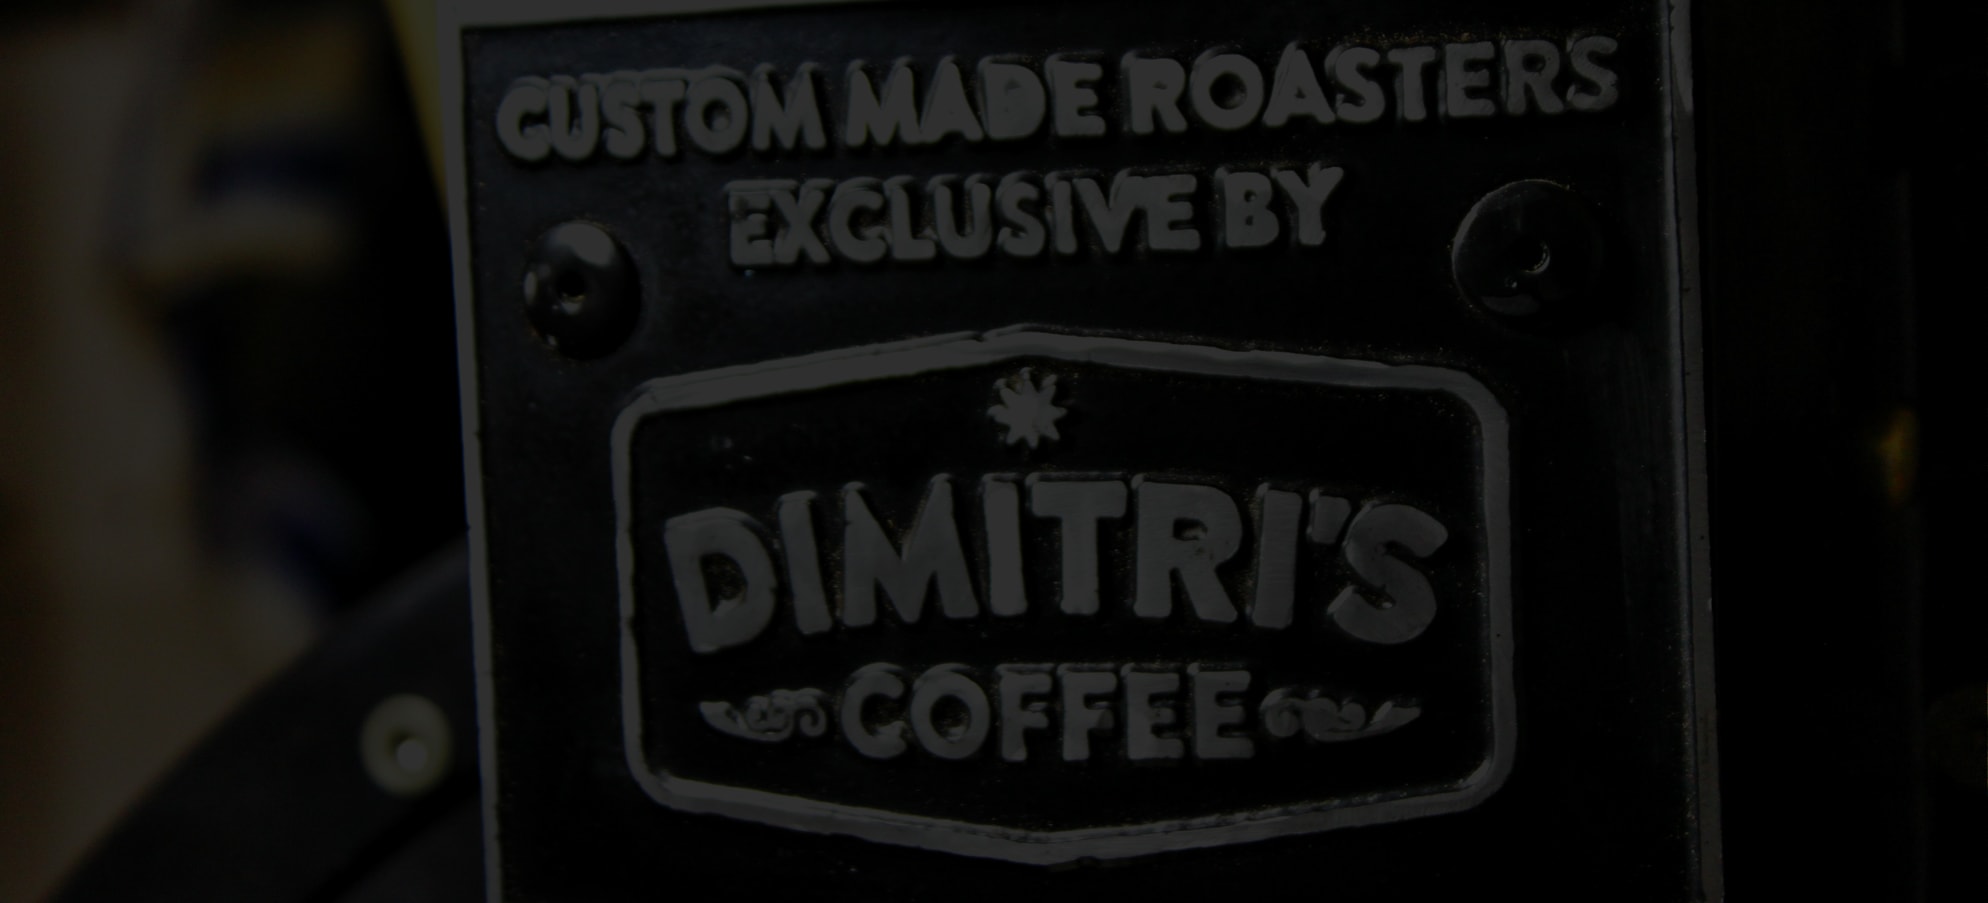 CUSTOM MADE ROASTERS
EXCLUSIVE BY
DIMITRI'S
COFFEE